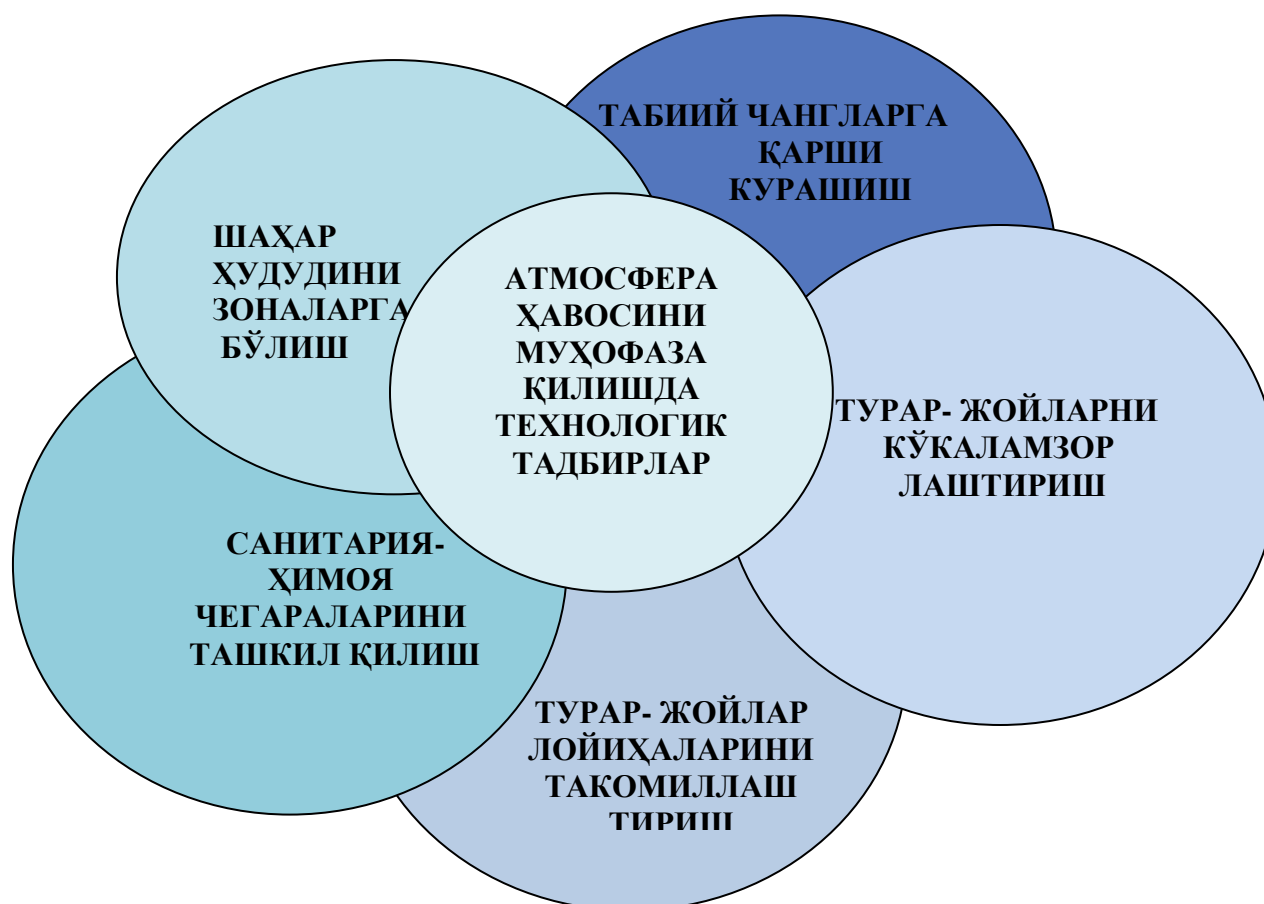 ТАБИИЙ ЧАНГЛАРГА
ҚАРШИ
КУРАШИШ
ШАҲАР
ҲУДУДИНИ
ЗОНАЛАРГА
БЎЛИШ
АТМОСФЕРА
ҲАВОСИНИ
МУҲОФАЗА
ҚИЛИШДА
ТЕХНОЛОГИК
ТАДБИРЛАР
ТУРАР- ЖОЙЛАРНИ
КЎКАЛАМЗОР
ЛАШТИРИШ
САНИТАРИЯ-
ҲИМОЯ
ЧЕГАРАЛАРИНИ
ТАШКИЛ ҚИЛИШ
ТУРАР- ЖОЙЛАР
ЛОЙИҲАЛАРИНИ
ТАКОМИЛЛАШ
ТИРИШ